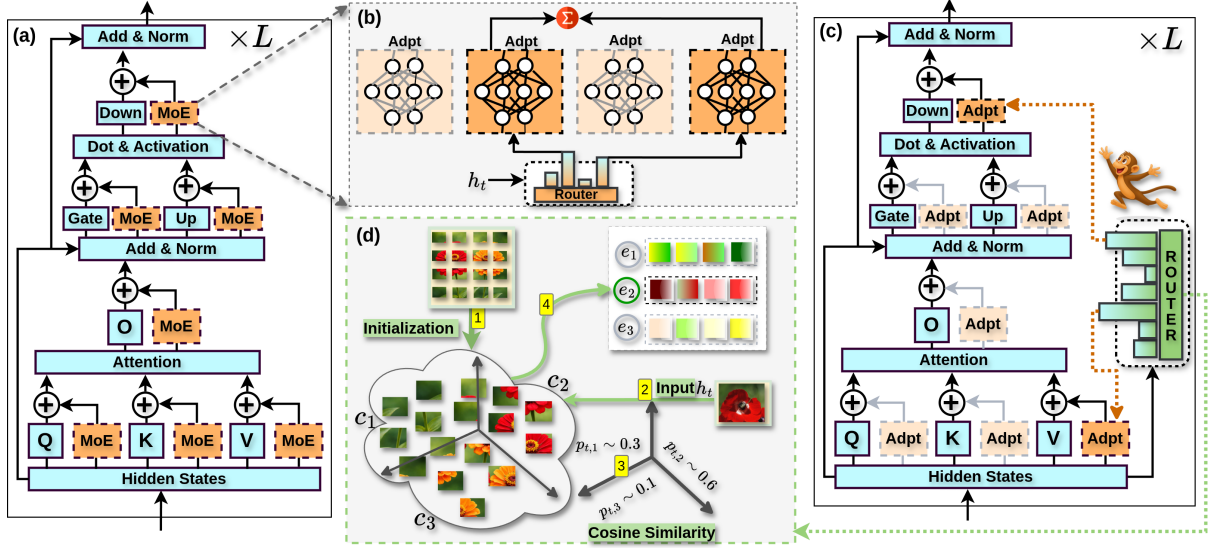 (a)
× L
Add & Norm
+
Down
MoE
Dot & Activation
+
+
Gate
MoE
Up
MoE
Add & Norm
+
O
MoE
Attention
+
+
+
Q
MoE
K
MoE
V
MoE
Hidden States
(b)
Σ
Adpt
Adpt
Adpt
Adpt
h_t
Router
(d)
1
Initialization
4
e_1
e_2
e_3
c_1
c_2
c_3
2
Input h_t
p_{t,1} ~ 0.3
3
p_{t,2} ~ 0.6
p_{t,3} ~ 0.1
Cosine Similarity
(c)
× L
Add & Norm
+
Down
Adpt
Dot & Activation
+
+
Gate
Adpt
Up
Adpt
Add & Norm
+
O
Adpt
Attention
+
+
+
Q
Adpt
K
Adpt
V
Adpt
Hidden States
ROUTER